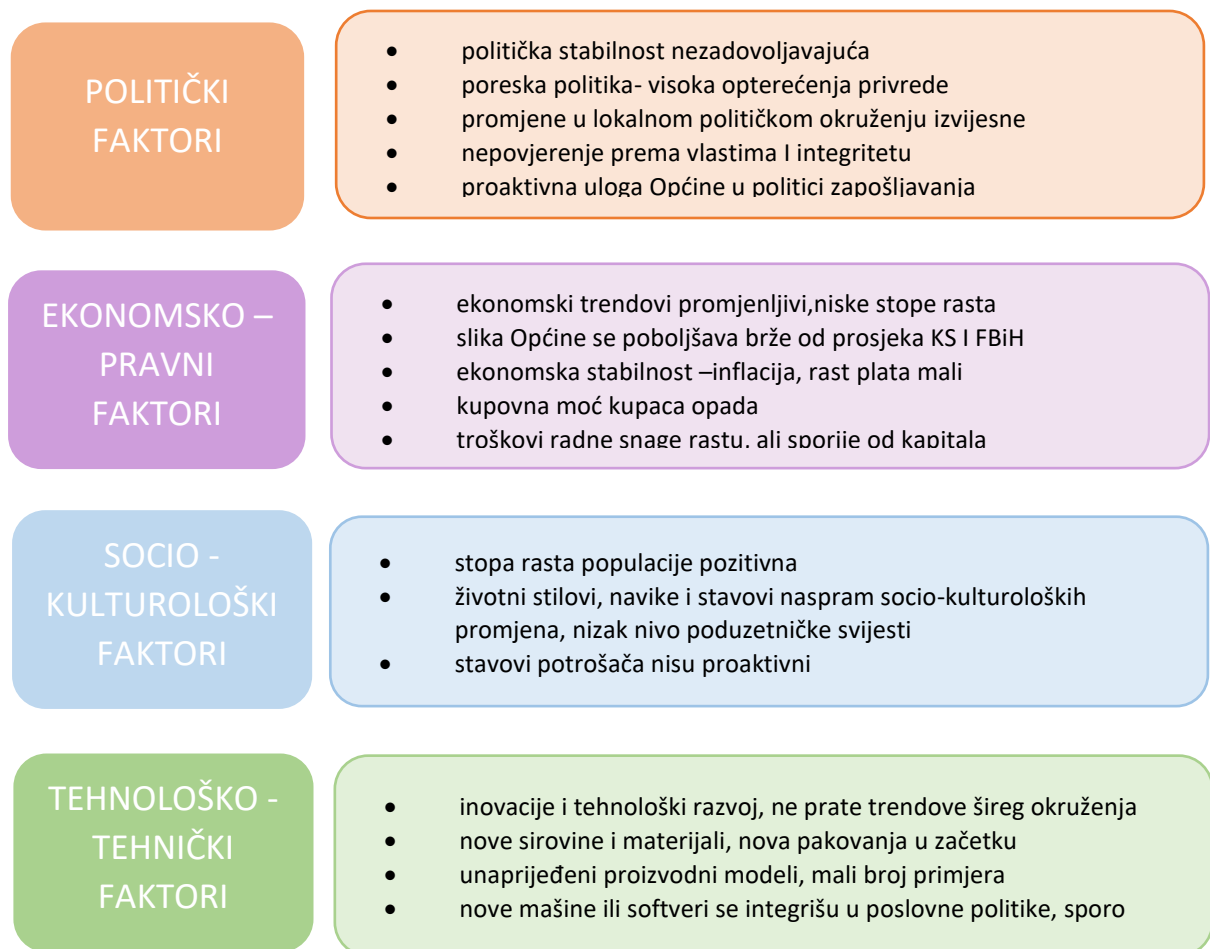 POLITIČKI
FAKTORI
• politička stabilnost nezadovoljavajuća
• poreska politika- visoka opterećenja privrede
• promjene u lokalnom političkom okruženju izvijesne
• nepovjerenje prema vlastima I integritetu
• proaktivna uloga Općine u politici zapošljavanja
EKONOMSKO –
PRAVNI
FAKTORI
• ekonomski trendovi promjenljivi,niske stope rasta
• slika Općine se poboljšava brže od prosjeka KS I FBiH
• ekonomska stabilnost –inflacija, rast plata mali
• kupovna moć kupaca opada
• troškovi radne snage rastu, ali sporije od kapitala
SOCIO -
KULTUROLOŠKI
FAKTORI
• stopa rasta populacije pozitivna
• životni stilovi, navike i stavovi naspram socio-kulturoloških
promjena, nizak nivo poduzetničke svijesti
• stavovi potrošača nisu proaktivni
TEHNOLOŠKO -
TEHNIČKI
FAKTORI
• inovacije i tehnološki razvoj, ne prate trendove šireg okruženja
• nove sirovine i materijali, nova pakovanja u začetku
• unaprijeđeni proizvodni modeli, mali broj primjera
• nove mašine ili softveri se integrišu u poslovne politike, sporo